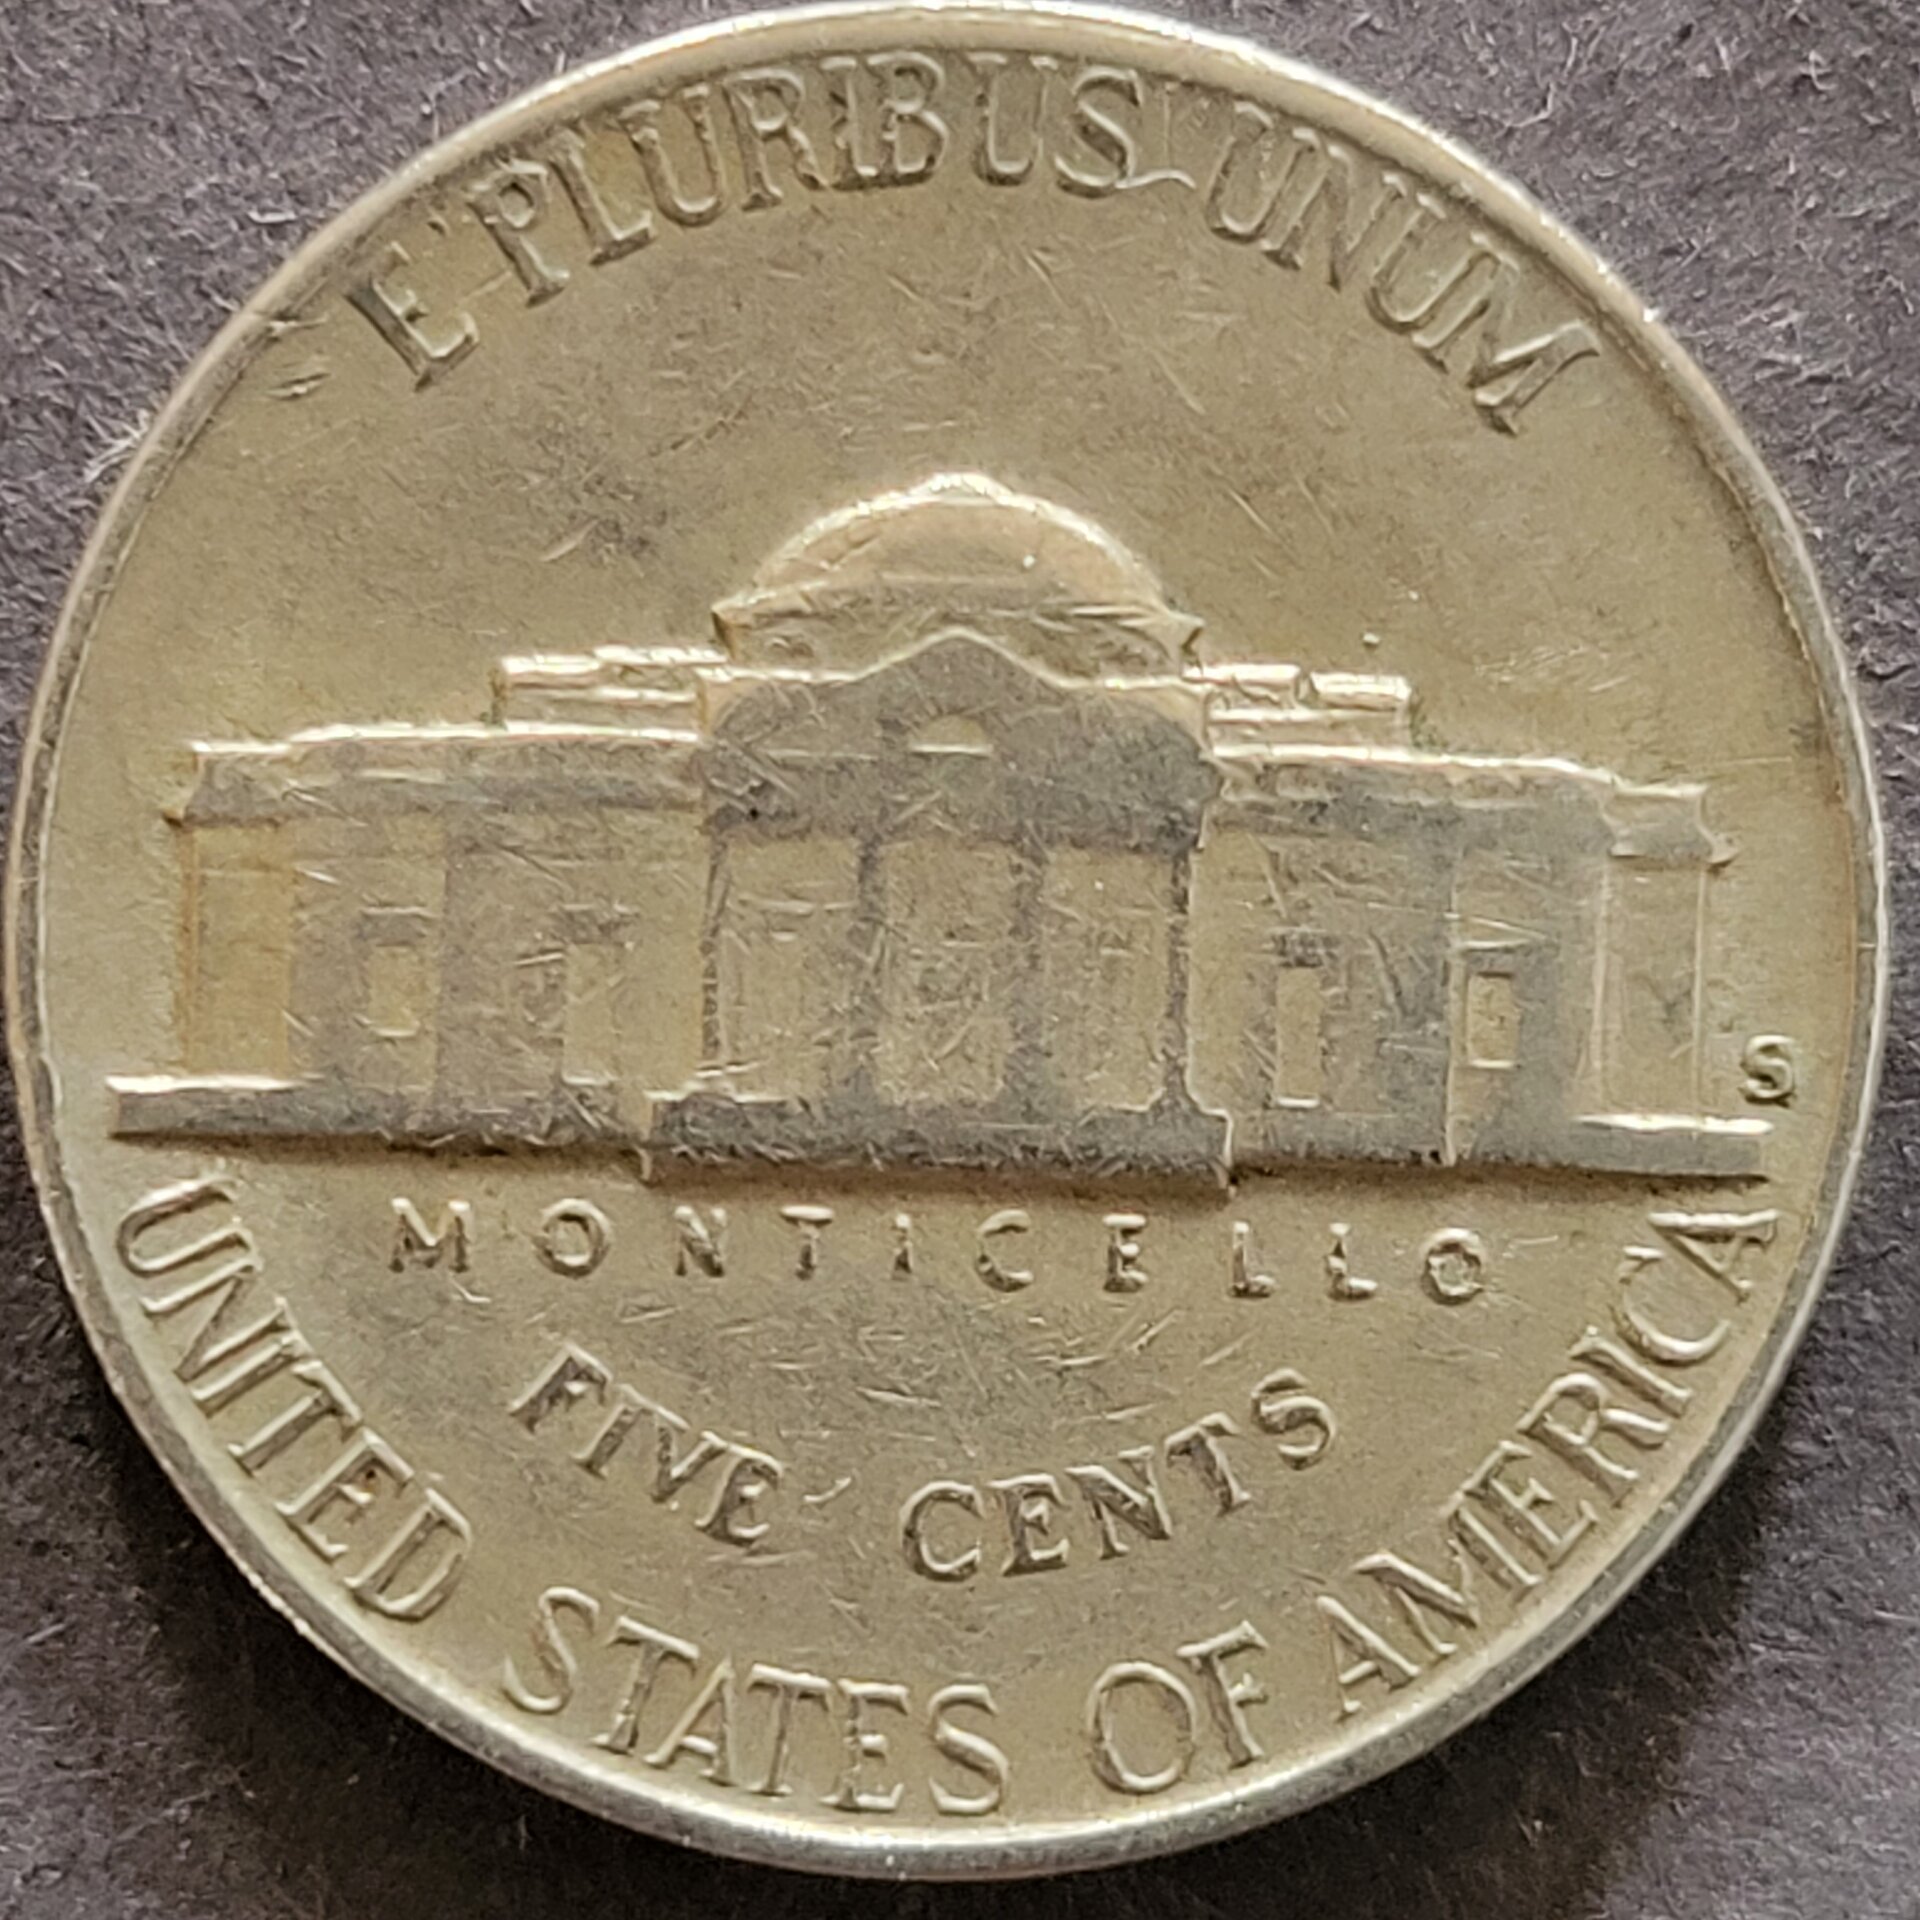 E PLURIBUS UNUM
S
MONTICELLO
FIVE CENTS
UNITED STATES OF AMERICA